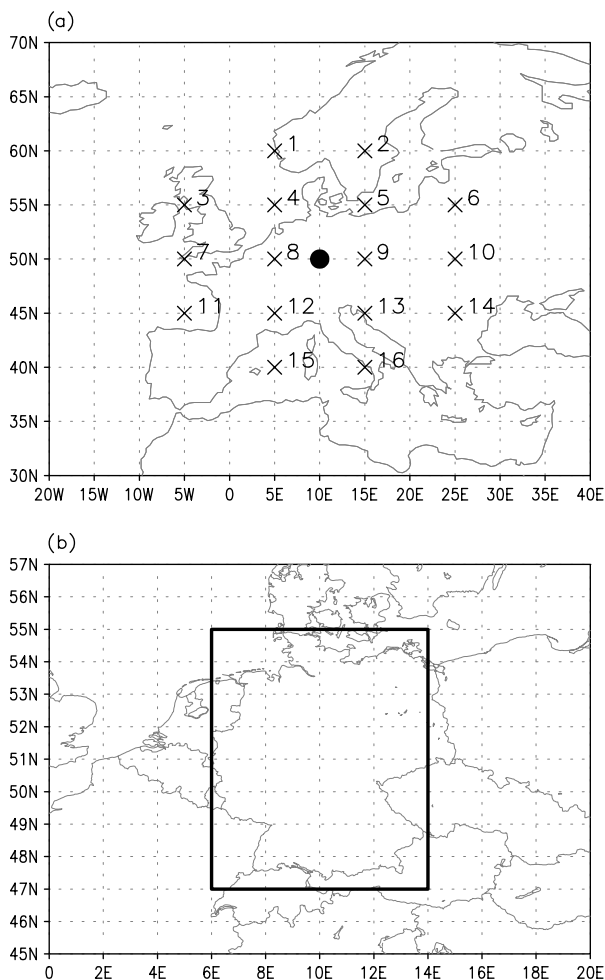 (a)
70N
65N
60N
55N
50N
45N
40N
35N
30N
1 2
3 4 5 6
7 8 9 10
11 12 13 14
15 16
20W 15W 10W 5W 0 5E 10E 15E 20E 25E 30E 35E 40E
(b)
57N
56N
55N
54N
53N
52N
51N
50N
49N
48N
47N
46N
45N
0 2E 4E 6E 8E 10E 12E 14E 16E 18E 20E